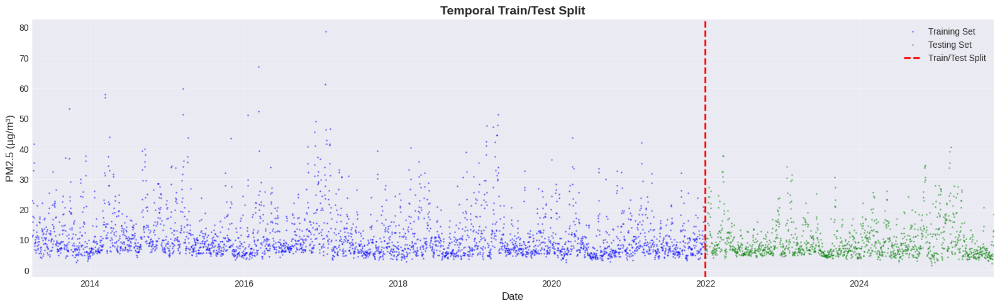 Temporal Train/Test Split
80
70
60
50
40
30
20
10
0
PM2.5 (µg/m³)
Training Set
Testing Set
Train/Test Split
2014 2016 2018 2020 2022 2024
Date